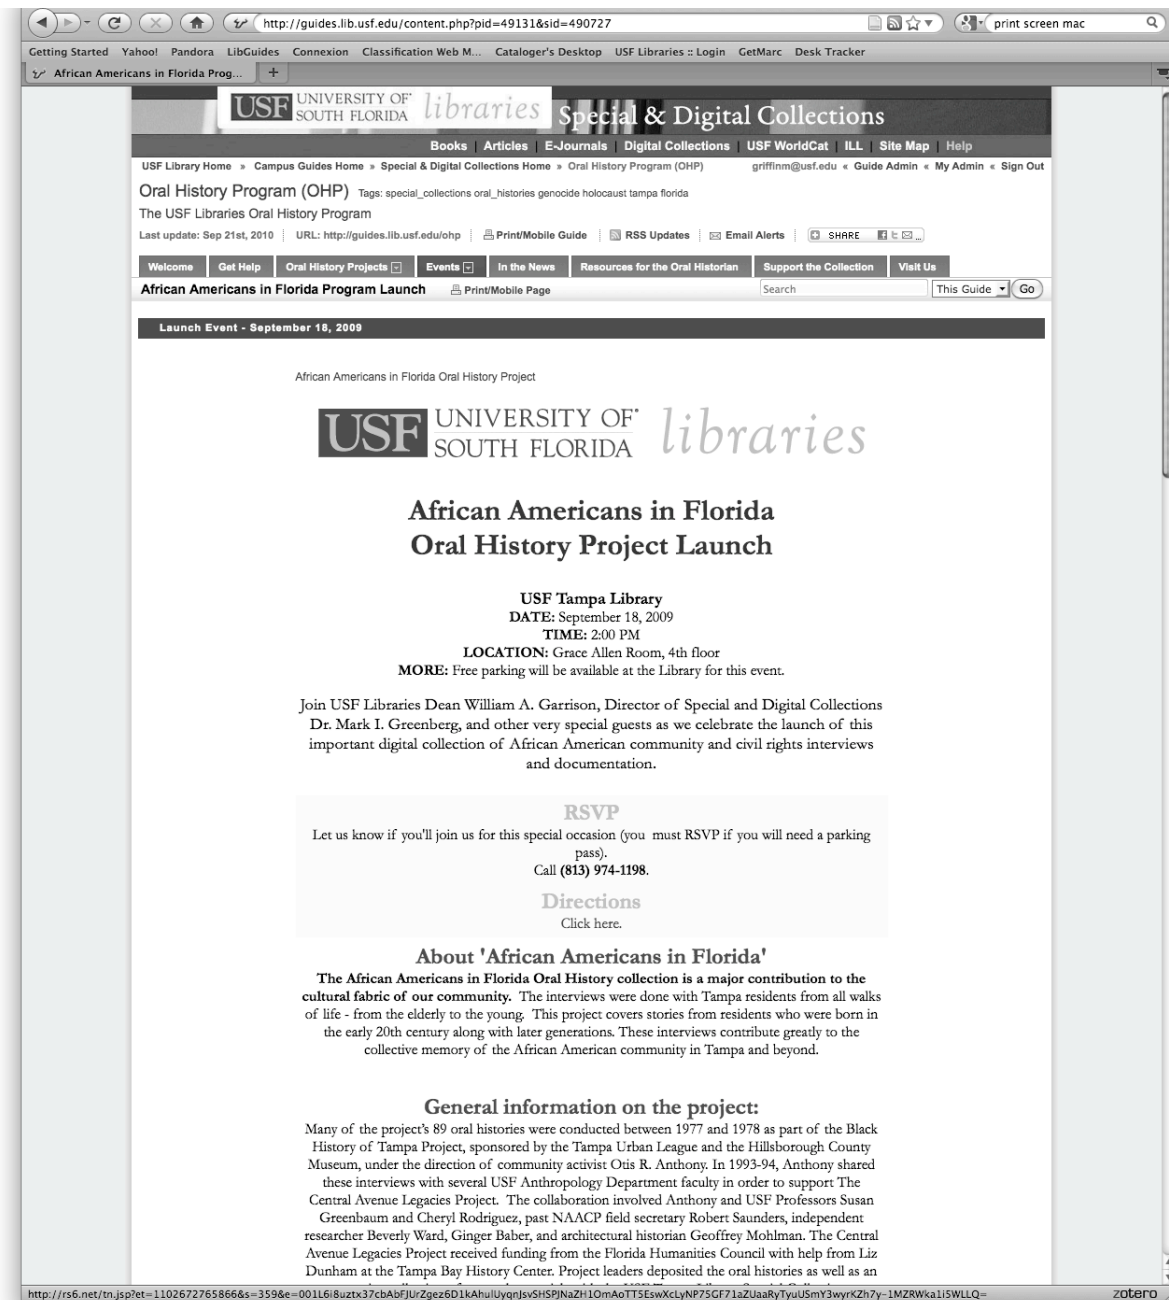 http://guides.lib.usf.edu/content.php?pid=49131&sid=490727
print screen mac
Getting Started Yahoo! Pandora LibGuides Connexion Classification Web M... Cataloger's Desktop USF Libraries :: Login GetMarc Desk Tracker
African Americans in Florida Prog... +
USF UNIVERSITY OF SOUTH FLORIDA libraries Special & Digital Collections
Books | Articles | E-Journals | Digital Collections | USF WorldCat | ILL | Site Map | Help
USF Library Home » Campus Guides Home » Special & Digital Collections Home » Oral History Program (OHP) griffinm@usf.edu « Guide Admin « My Admin « Sign Out
Oral History Program (OHP) Tags: special_collections oral_histories genocide holocaust tampa florida
The USF Libraries Oral History Program
Last update: Sep 21st, 2010 URL: http://guides.lib.usf.edu/ohp Print/Mobile Guide RSS Updates Email Alerts SHARE ...
Welcome Get Help Oral History Projects Events In the News Resources for the Oral Historian Support the Collection Visit Us
African Americans in Florida Program Launch Print/Mobile Page Search This Guide Go
Launch Event - September 18, 2009
African Americans in Florida Oral History Project
USF UNIVERSITY OF SOUTH FLORIDA libraries
African Americans in Florida
Oral History Project Launch
USF Tampa Library
DATE: September 18, 2009
TIME: 2:00 PM
LOCATION: Grace Allen Room, 4th floor
MORE: Free parking will be available at the Library for this event.
Join USF Libraries Dean William A. Garrison, Director of Special and Digital Collections
Dr. Mark I. Greenberg, and other very special guests as we celebrate the launch of this
important digital collection of African American community and civil rights interviews
and documentation.
RSVP
Let us know if you'll join us for this special occasion (you must RSVP if you will need a parking
pass).
Call (813) 974-1198.
Directions
Click here.
About 'African Americans in Florida'
The African Americans in Florida Oral History collection is a major contribution to the
cultural fabric of our community. The interviews were done with Tampa residents from all walks
of life - from the elderly to the young. This project covers stories from residents who were born in
the early 20th century along with later generations. These interviews contribute greatly to the
collective memory of the African American community in Tampa and beyond.
General information on the project:
Many of the project's 89 oral histories were conducted between 1977 and 1978 as part of the Black
History of Tampa Project, sponsored by the Tampa Urban League and the Hillsborough County
Museum, under the direction of community activist Otis R. Anthony. In 1993-94, Anthony shared
these interviews with several USF Anthropology Department faculty in order to support The
Central Avenue Legacies Project. The collaboration involved Anthony and USF Professors Susan
Greenbaum and Cheryl Rodriguez, past NAACP field secretary Robert Saunders, independent
researcher Beverly Ward, Ginger Baber, and architectural historian Geoffrey Mohlman. The Central
Avenue Legacies Project received funding from the Florida Humanities Council with help from Liz
Dunham at the Tampa Bay History Center. Project leaders deposited the oral histories as well as an
zotero